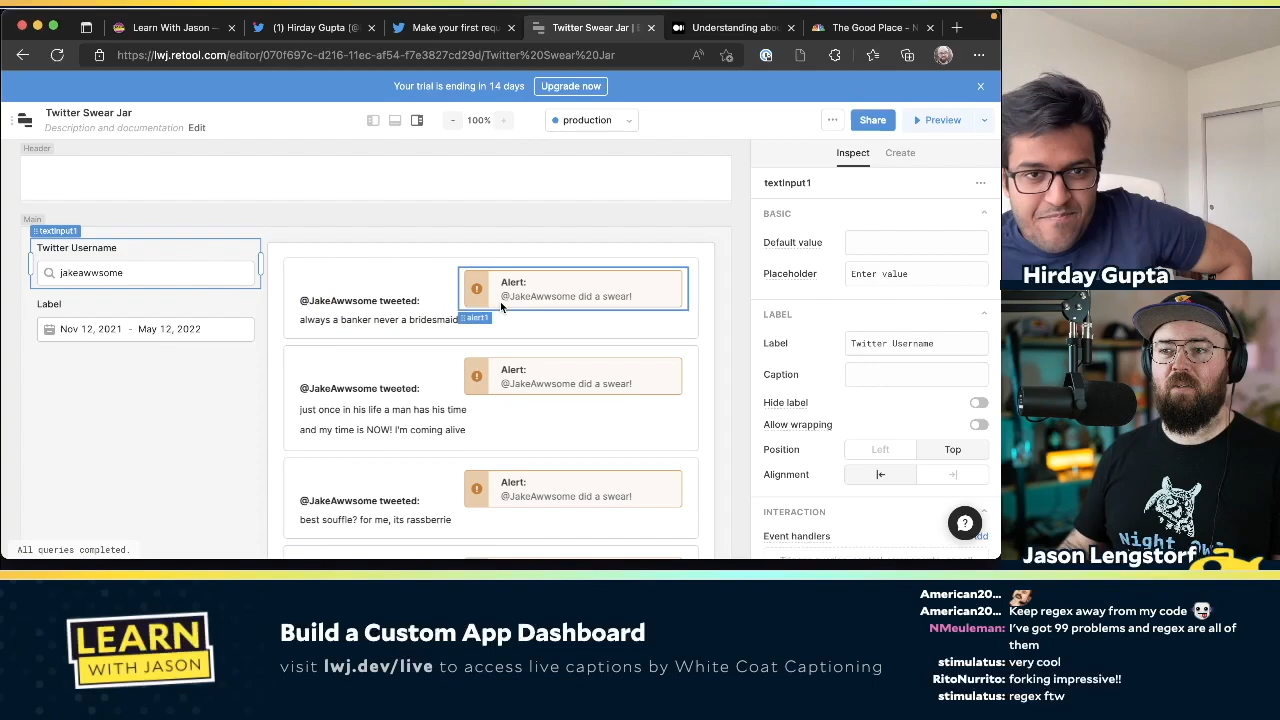 Learn With Jason —
(1) Hirday Gupta (@
Make your first requ
Twitter Swear Jar | E
Understanding abou
The Good Place - N
https://lwj.retool.com/editor/070f697c-d216-11ec-af54-f7e3827cd29d/Twitter%20Swear%20Jar
Your trial is ending in 14 days
Upgrade now
Twitter Swear Jar
Description and documentation Edit
100%
production
Share
Preview
Header
Inspect
Create
textInput1
BASIC
Default value
Placeholder
Enter value
LABEL
Label
Twitter Username
Caption
Hide label
Allow wrapping
Position
Left
Top
Alignment
INTERACTION
Event handlers
Main
textInput1
Twitter Username
jakeawwsome
Label
Nov 12, 2021 - May 12, 2022
@JakeAwwsome tweeted:
always a banker never a bridesmaid
Alert:
@JakeAwwsome did a swear!
alert1
@JakeAwwsome tweeted:
just once in his life a man has his time
and my time is NOW! I'm coming alive
Alert:
@JakeAwwsome did a swear!
@JakeAwwsome tweeted:
best souffle? for me, its rassberrie
Alert:
@JakeAwwsome did a swear!
All queries completed.
Hirday Gupta
Night Ow
Jason Lengstorf
LEARN
WITH JASON
Build a Custom App Dashboard
visit lwj.dev/live to access live captions by White Coat Captioning
American20...
American20... Keep regex away from my code
NMeuleman: I've got 99 problems and regex are all of
them
stimulatus: very cool
RitoNurrito: forking impressive!!
stimulatus: regex ftw